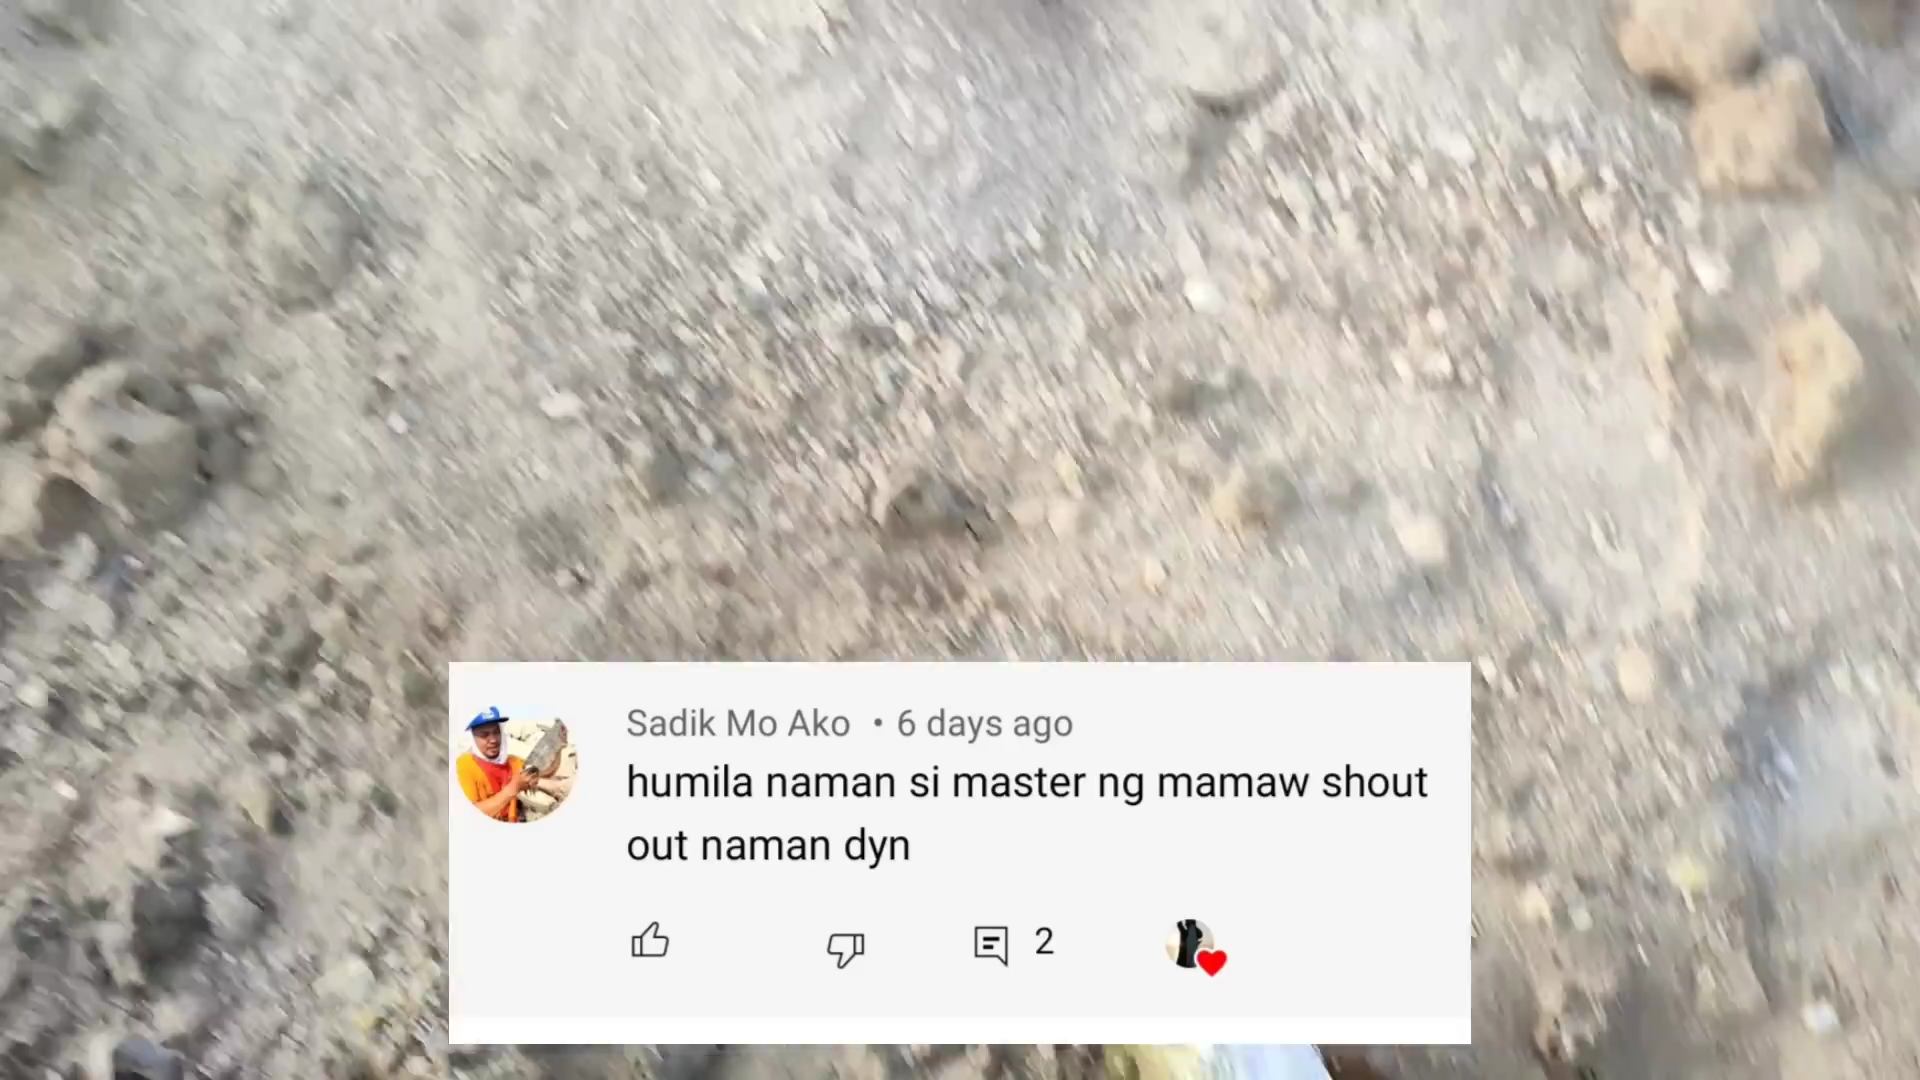 Sadik Mo Ako • 6 days ago
humila naman si master ng mamaw shout
out naman dyn
2